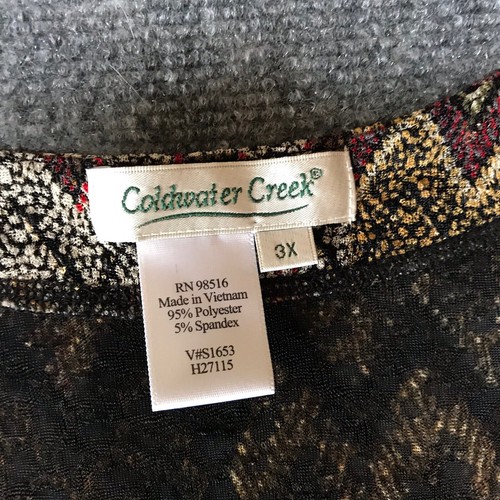 Coldwater Creek®
3X
RN 98516
Made in Vietnam
95% Polyester
5% Spandex
V#S1653
H27115